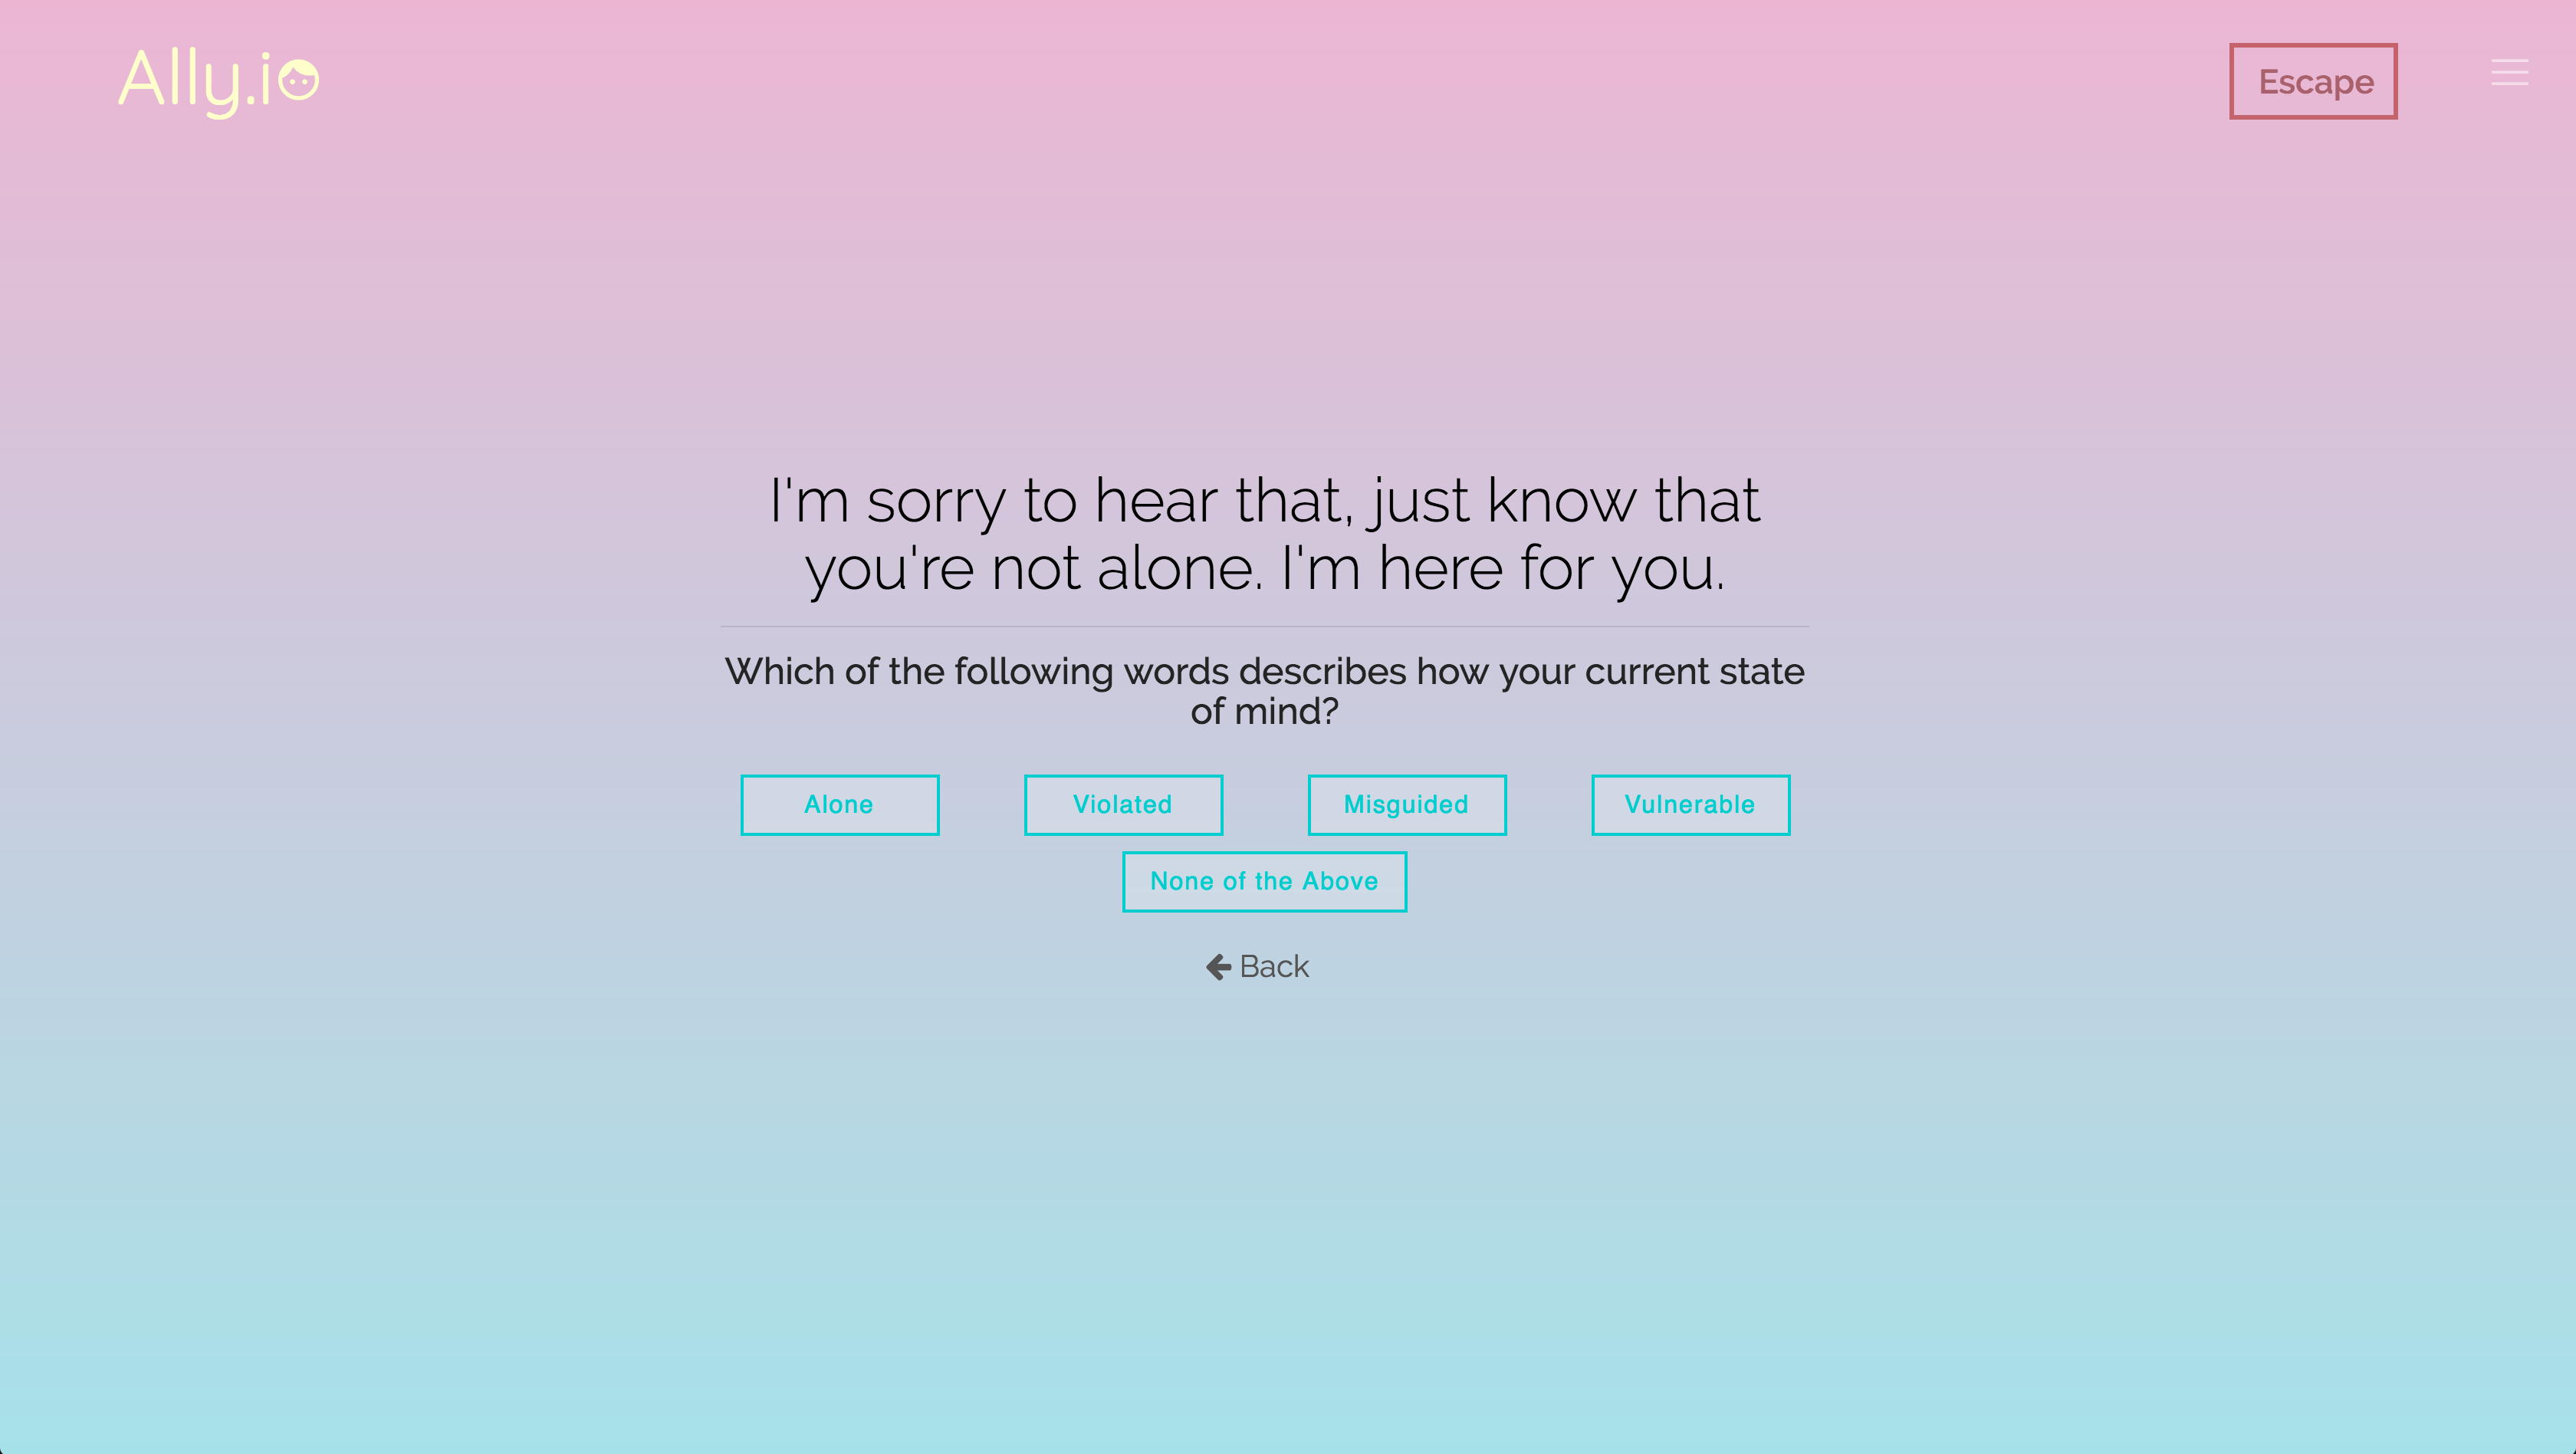 Ally.io
Escape
I'm sorry to hear that, just know that
you're not alone. I'm here for you.
Which of the following words describes how your current state
of mind?
Alone
Violated
Misguided
Vulnerable
None of the Above
Back